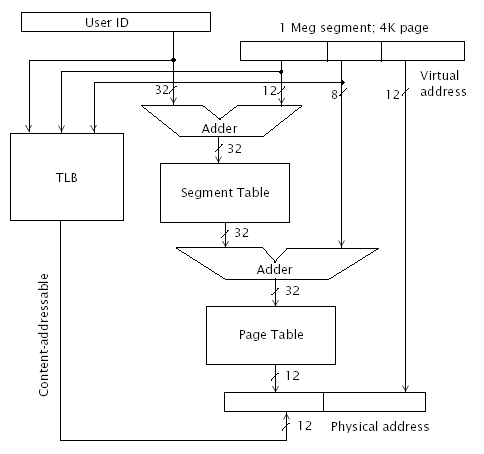 User ID
1 Meg segment; 4K page
Virtual
address
32
12
8
12
Adder
32
TLB
Segment Table
32
Adder
32
Content-addressable
Page Table
12
12
Physical address